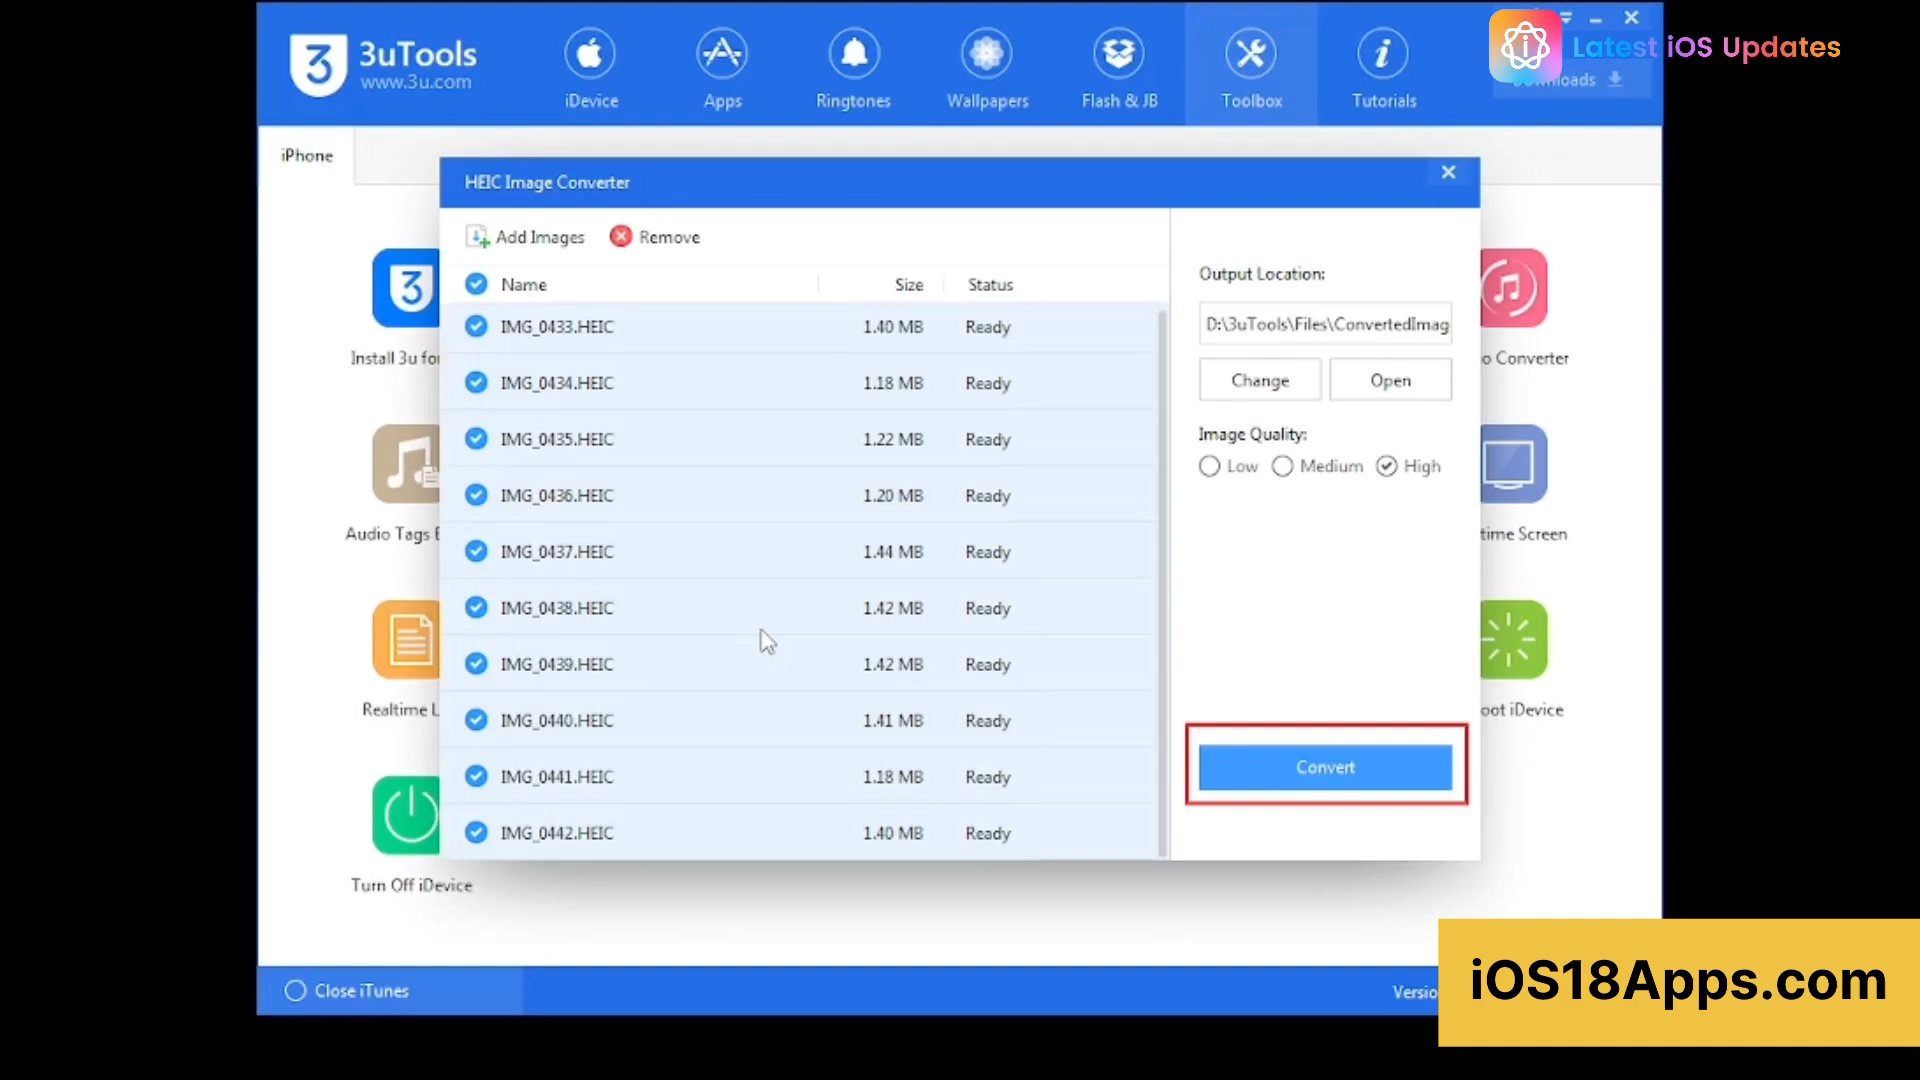 3 3uTools
www.3u.com
iDevice
Apps
Ringtones
Wallpapers
Flash & JB
Toolbox
Tutorials
Latest iOS Updates
iPhone
HEIC Image Converter
Add Images
Remove
Name Size Status
IMG_0433.HEIC 1.40 MB Ready
IMG_0434.HEIC 1.18 MB Ready
IMG_0435.HEIC 1.22 MB Ready
IMG_0436.HEIC 1.20 MB Ready
IMG_0437.HEIC 1.44 MB Ready
IMG_0438.HEIC 1.42 MB Ready
IMG_0439.HEIC 1.42 MB Ready
IMG_0440.HEIC 1.41 MB Ready
IMG_0441.HEIC 1.18 MB Ready
IMG_0442.HEIC 1.40 MB Ready
Output Location:
D:\3uTools\Files\ConvertedImag
Change Open
Image Quality:
Low Medium High
Convert
3
Install 3u for
Audio Tags E
Realtime L
Turn Off iDevice
o Converter
time Screen
oot iDevice
Close iTunes
Versio
iOS18Apps.com